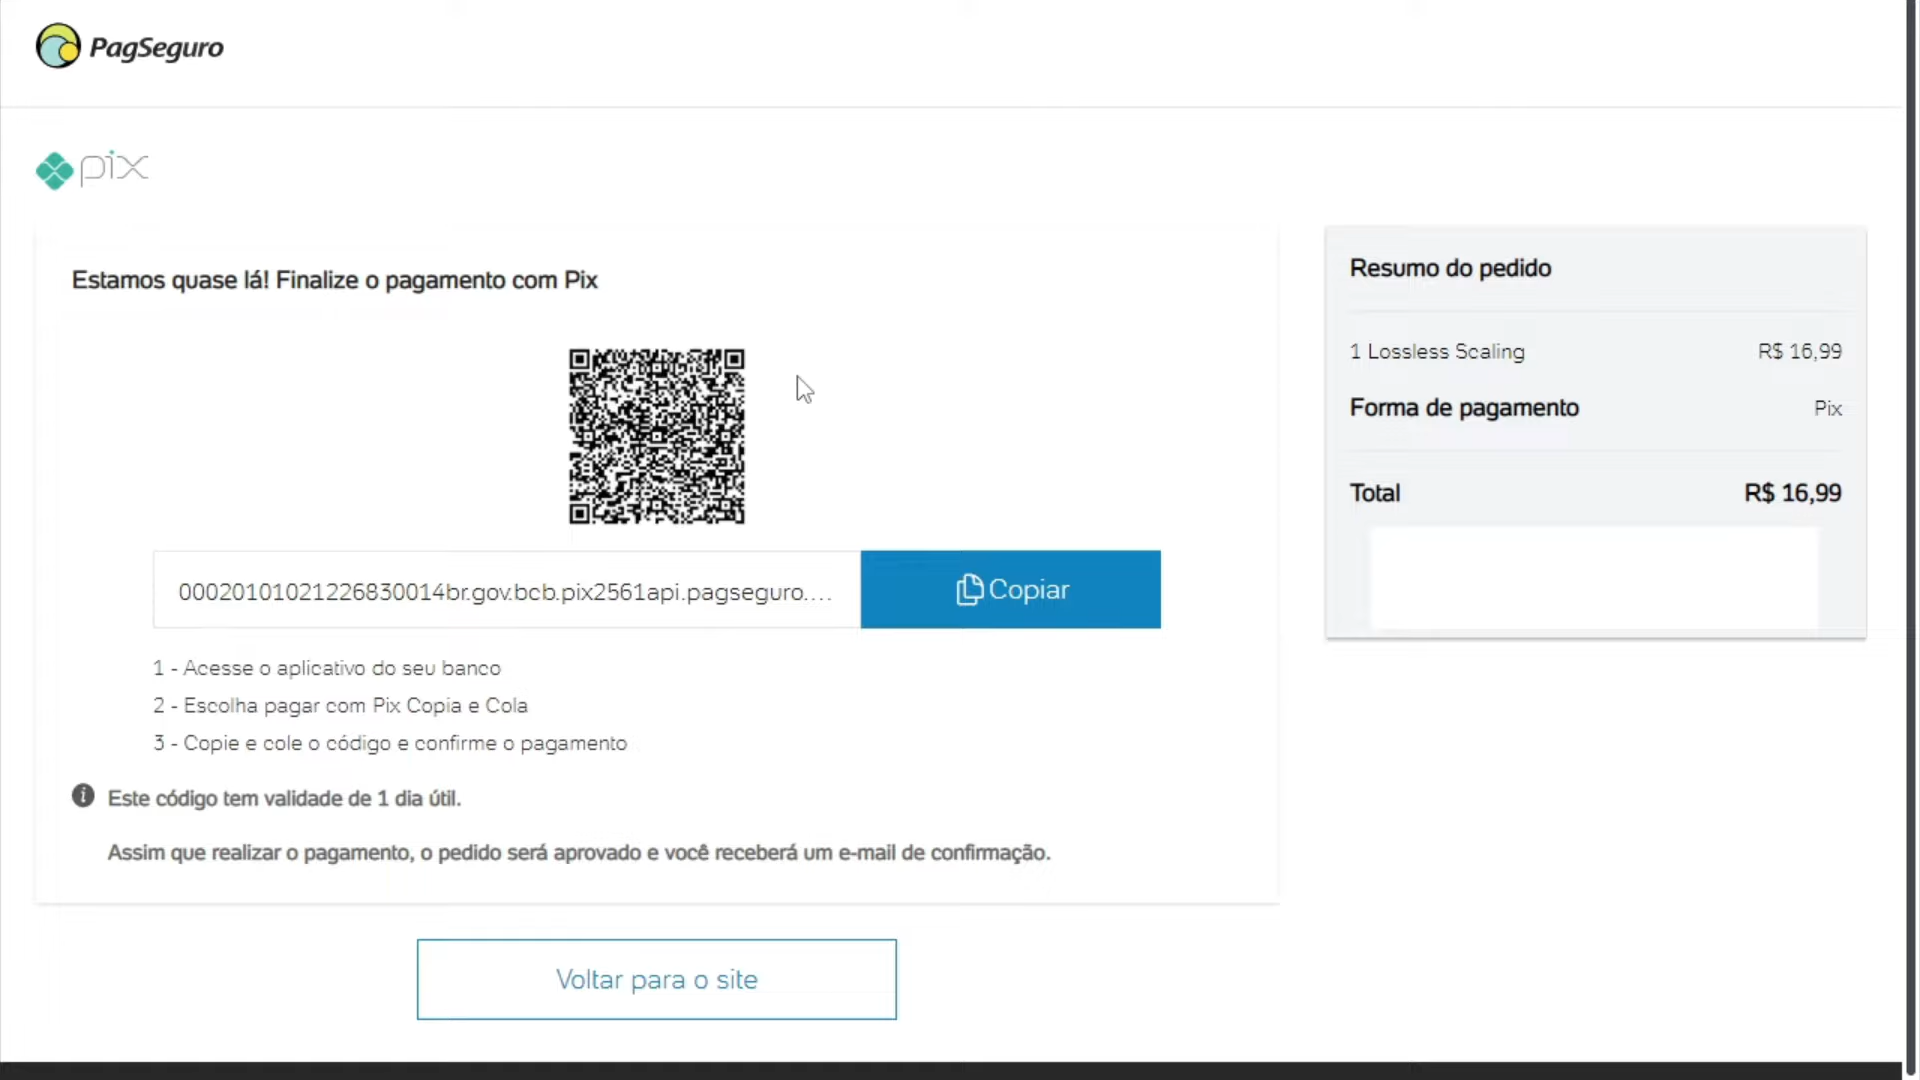 PagSeguro
pix
Estamos quase lá! Finalize o pagamento com Pix
00020101021226830014br.gov.bcb.pix2561api.pagseguro....
Copiar
1 - Acesse o aplicativo do seu banco
2 - Escolha pagar com Pix Copia e Cola
3 - Copie e cole o código e confirme o pagamento
Este código tem validade de 1 dia útil.
Assim que realizar o pagamento, o pedido será aprovado e você receberá um e-mail de confirmação.
Voltar para o site
Resumo do pedido
1 Lossless Scaling R$ 16,99
Forma de pagamento Pix
Total R$ 16,99